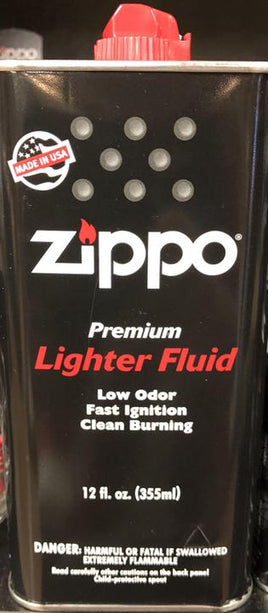 MADE IN USA
zippo®
Premium
Lighter Fluid
Low Odor
Fast Ignition
Clean Burning
12 fl. oz. (355ml)
DANGER: HARMFUL OR FATAL IF SWALLOWED
EXTREMELY FLAMMABLE
Read carefully other cautions on the back panel
Child-protective spout